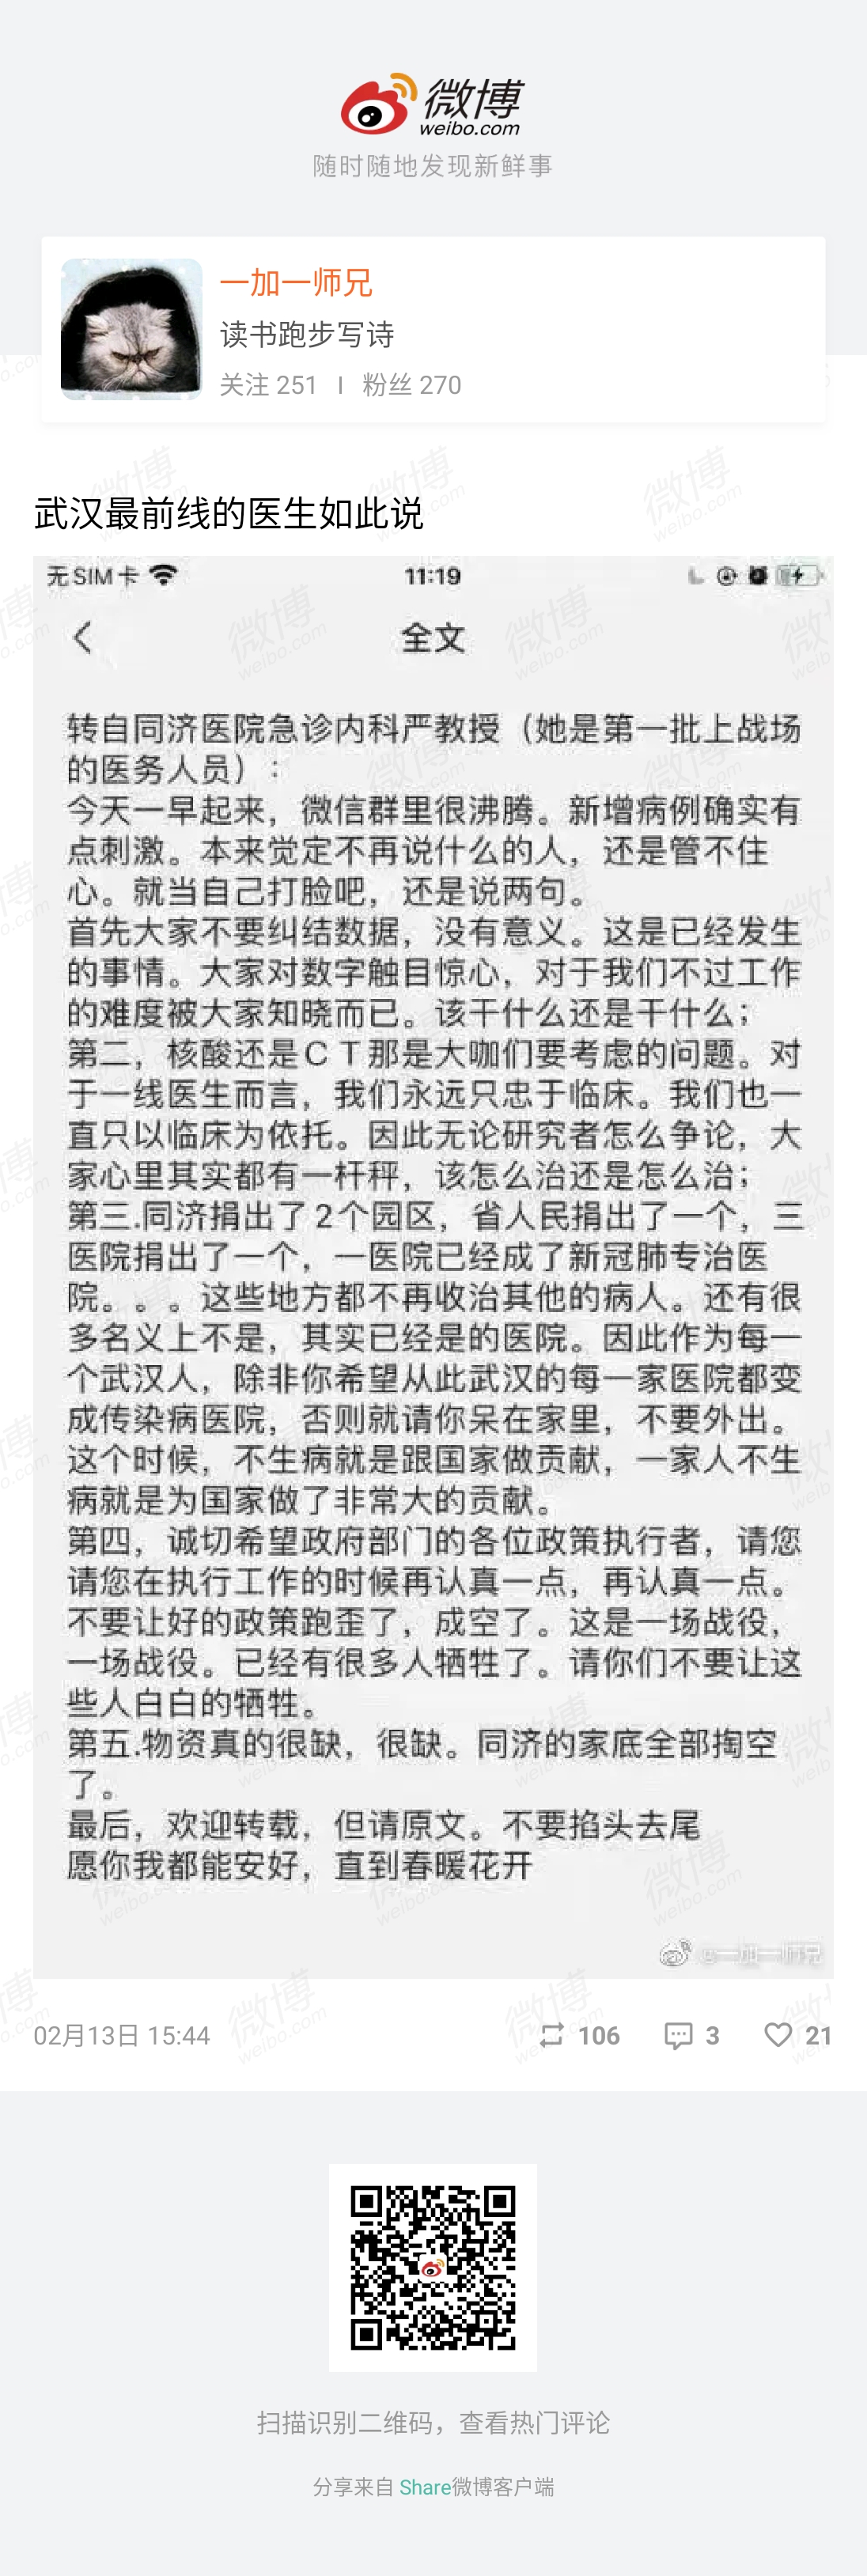 微博
weibo.com
随时随地发现新鲜事
一加一师兄
读书跑步写诗
关注 251 | 粉丝 270
武汉最前线的医生如此说
无SIM卡 11:19
全文
转自同济医院急诊内科严教授（她是第一批上战场
的医务人员）：
今天一早起来，微信群里很沸腾。新增病例确实有
点刺激。本来觉定不再说什么的人，还是管不住
心。就当自己打脸吧，还是说两句。
首先大家不要纠结数据，没有意义。这是已经发生
的事情。大家对数字触目惊心，对于我们不过工作
的难度被大家知晓而已。该干什么还是干什么；
第二，核酸还是ＣＴ那是大咖们要考虑的问题。对
于一线医生而言，我们永远只忠于临床。我们也一
直只以临床为依托。因此无论研究者怎么争论，大
家心里其实都有一杆秤，该怎么治还是怎么治；
第三.同济捐出了2个园区，省人民捐出了一个，三
医院捐出了一个，一医院已经成了新冠肺专治医
院。。。这些地方都不再收治其他的病人。还有很
多名义上不是，其实已经是的医院。因此作为每一
个武汉人，除非你希望从此武汉的每一家医院都变
成传染病医院，否则就请你呆在家里，不要外出。
这个时候，不生病就是跟国家做贡献，一家人不生
病就是为国家做了非常大的贡献。
第四，诚切希望政府部门的各位政策执行者，请您
请您在执行工作的时候再认真一点，再认真一点。
不要让好的政策跑歪了，成空了。这是一场战役，
一场战役。已经有很多人牺牲了。请你们不要让这
些人白白的牺牲。
第五.物资真的很缺，很缺。同济的家底全部掏空
了。
最后，欢迎转载，但请原文。不要掐头去尾
愿你我都能安好，直到春暖花开
@一加一师兄
02月13日 15:44 106 3 21
扫描识别二维码，查看热门评论
分享来自 Share微博客户端